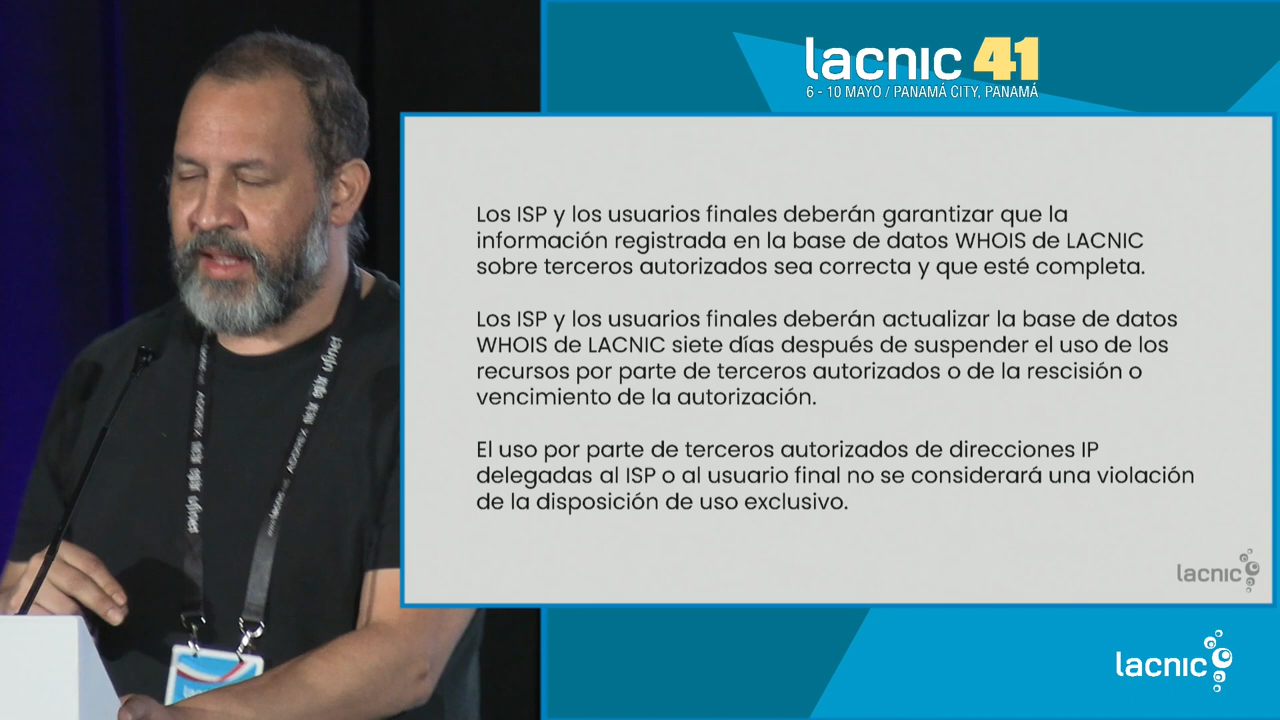 lacnic 41
6 - 10 MAYO / PANAMÁ CITY, PANAMÁ
Los ISP y los usuarios finales deberán garantizar que la
información registrada en la base de datos WHOIS de LACNIC
sobre terceros autorizados sea correcta y que esté completa.
Los ISP y los usuarios finales deberán actualizar la base de datos
WHOIS de LACNIC siete días después de suspender el uso de los
recursos por parte de terceros autorizados o de la rescisión o
vencimiento de la autorización.
El uso por parte de terceros autorizados de direcciones IP
delegadas al ISP o al usuario final no se considerará una violación
de la disposición de uso exclusivo.
lacnic
lacnic
ufinet